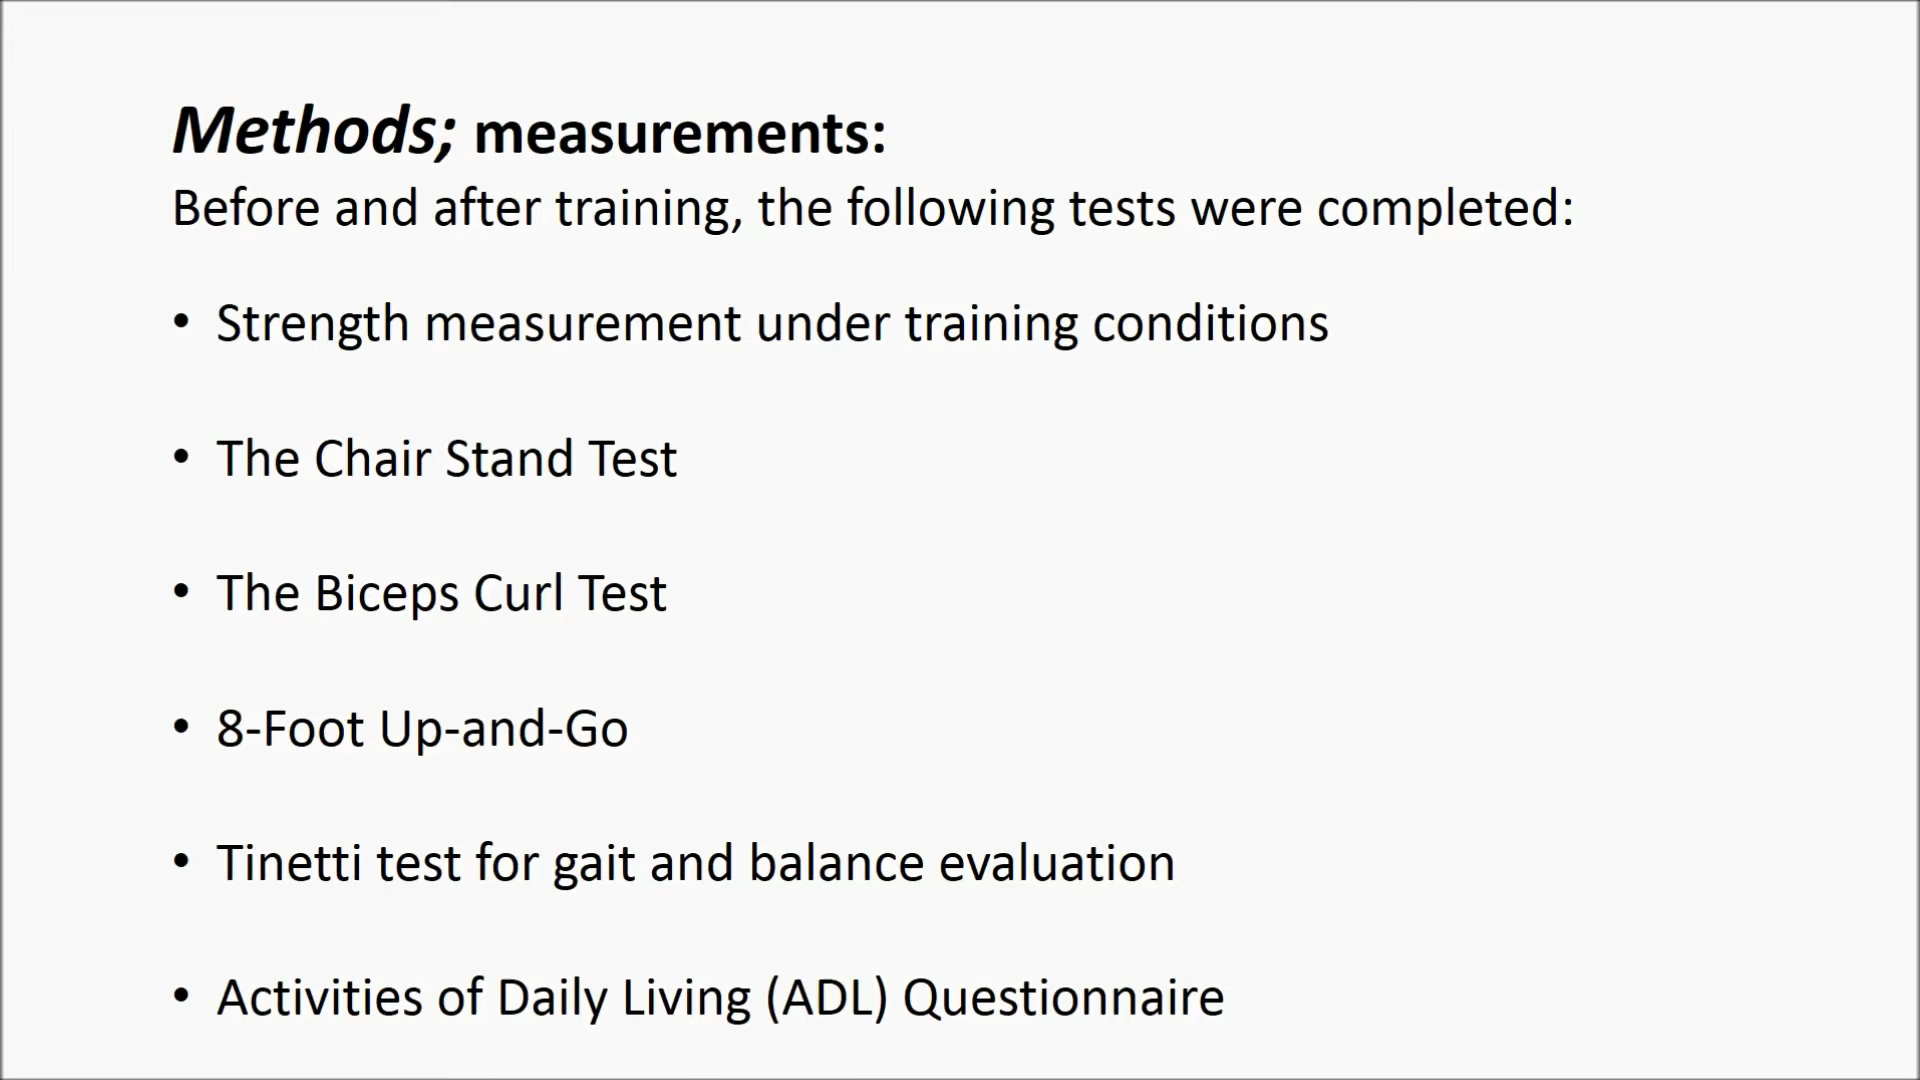 Methods; measurements:
Before and after training, the following tests were completed:
• Strength measurement under training conditions
• The Chair Stand Test
• The Biceps Curl Test
• 8-Foot Up-and-Go
• Tinetti test for gait and balance evaluation
• Activities of Daily Living (ADL) Questionnaire